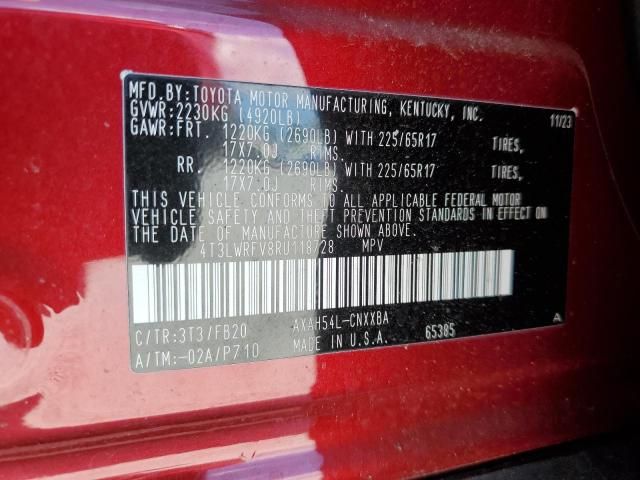 MFD.BY:TOYOTA MOTOR MANUFACTURING, KENTUCKY, INC.
GVWR:2230KG (4920LB) 11/23
GAWR:FRT. 1220KG (2690LB) WITH 225/65R17 TIRES,
17X7.0J RIMS.
RR. 1220KG (2690LB) WITH 225/65R17 TIRES,
17X7.0J RIMS.
THIS VEHICLE CONFORMS TO ALL APPLICABLE FEDERAL MOTOR
VEHICLE SAFETY AND THEFT PREVENTION STANDARDS IN EFFECT ON
THE DATE OF MANUFACTURE SHOWN ABOVE.
4T3LWRFV8RU118728 MPV
C/TR:3T3/FB20 AXAH54L-CNXXBA A
A/TM:-02A/P710 MADE IN U.S.A. 65385